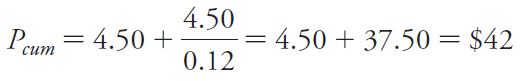 P_cum = 4.50 + 4.50/0.12 = 4.50 + 37.50 = $42